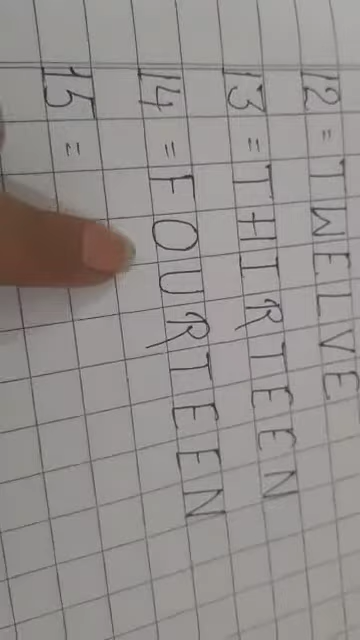 12 = TWELVE
13 = THIRTEEN
14 = FOURTEEN
15 =